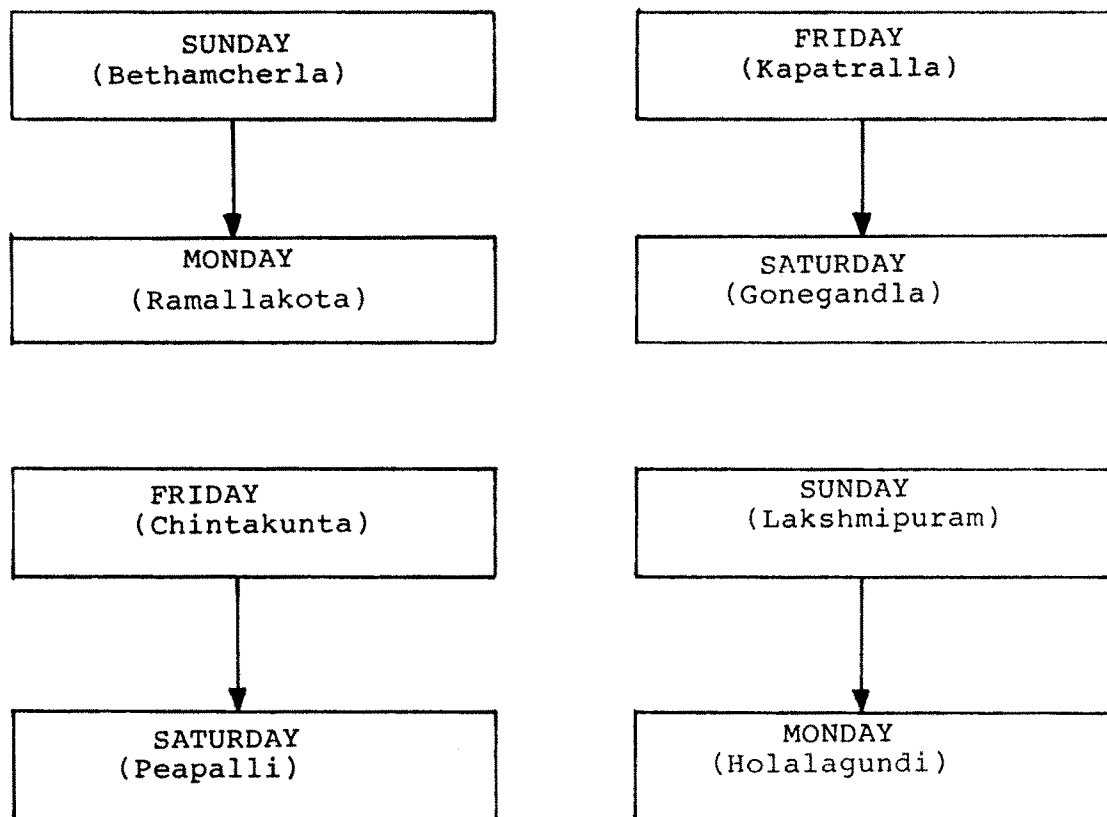 SUNDAY
(Bethamcherla)
FRIDAY
(Kapatralla)
MONDAY
(Ramallakota)
SATURDAY
(Gonegandla)
FRIDAY
(Chintakunta)
SUNDAY
(Lakshmipuram)
SATURDAY
(Peapalli)
MONDAY
(Holalagundi)